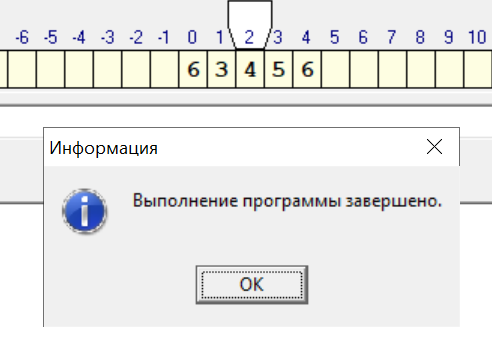 -6 -5 -4 -3 -2 -1 0 1 2 3 4 5 6 7 8 9 10
6 3 4 5 6
Информация
Выполнение программы завершено.
OK